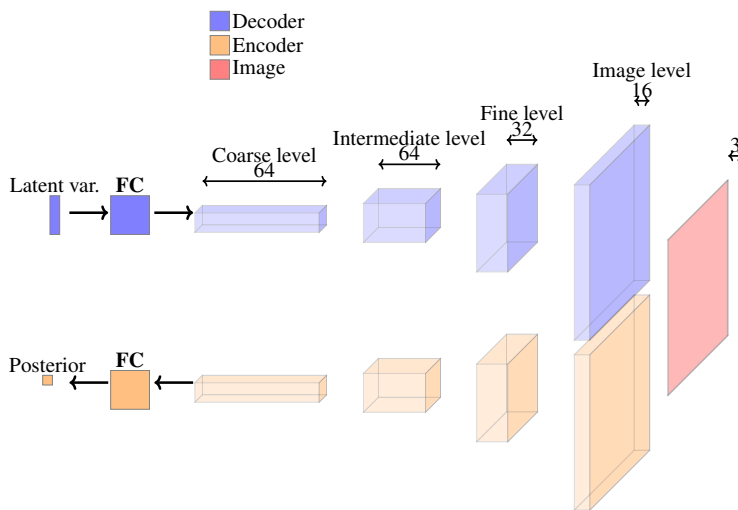 Decoder
Encoder
Image
Image level
16
Fine level
32
Intermediate level
64
Coarse level
64
3
Latent var.
FC
Posterior
FC